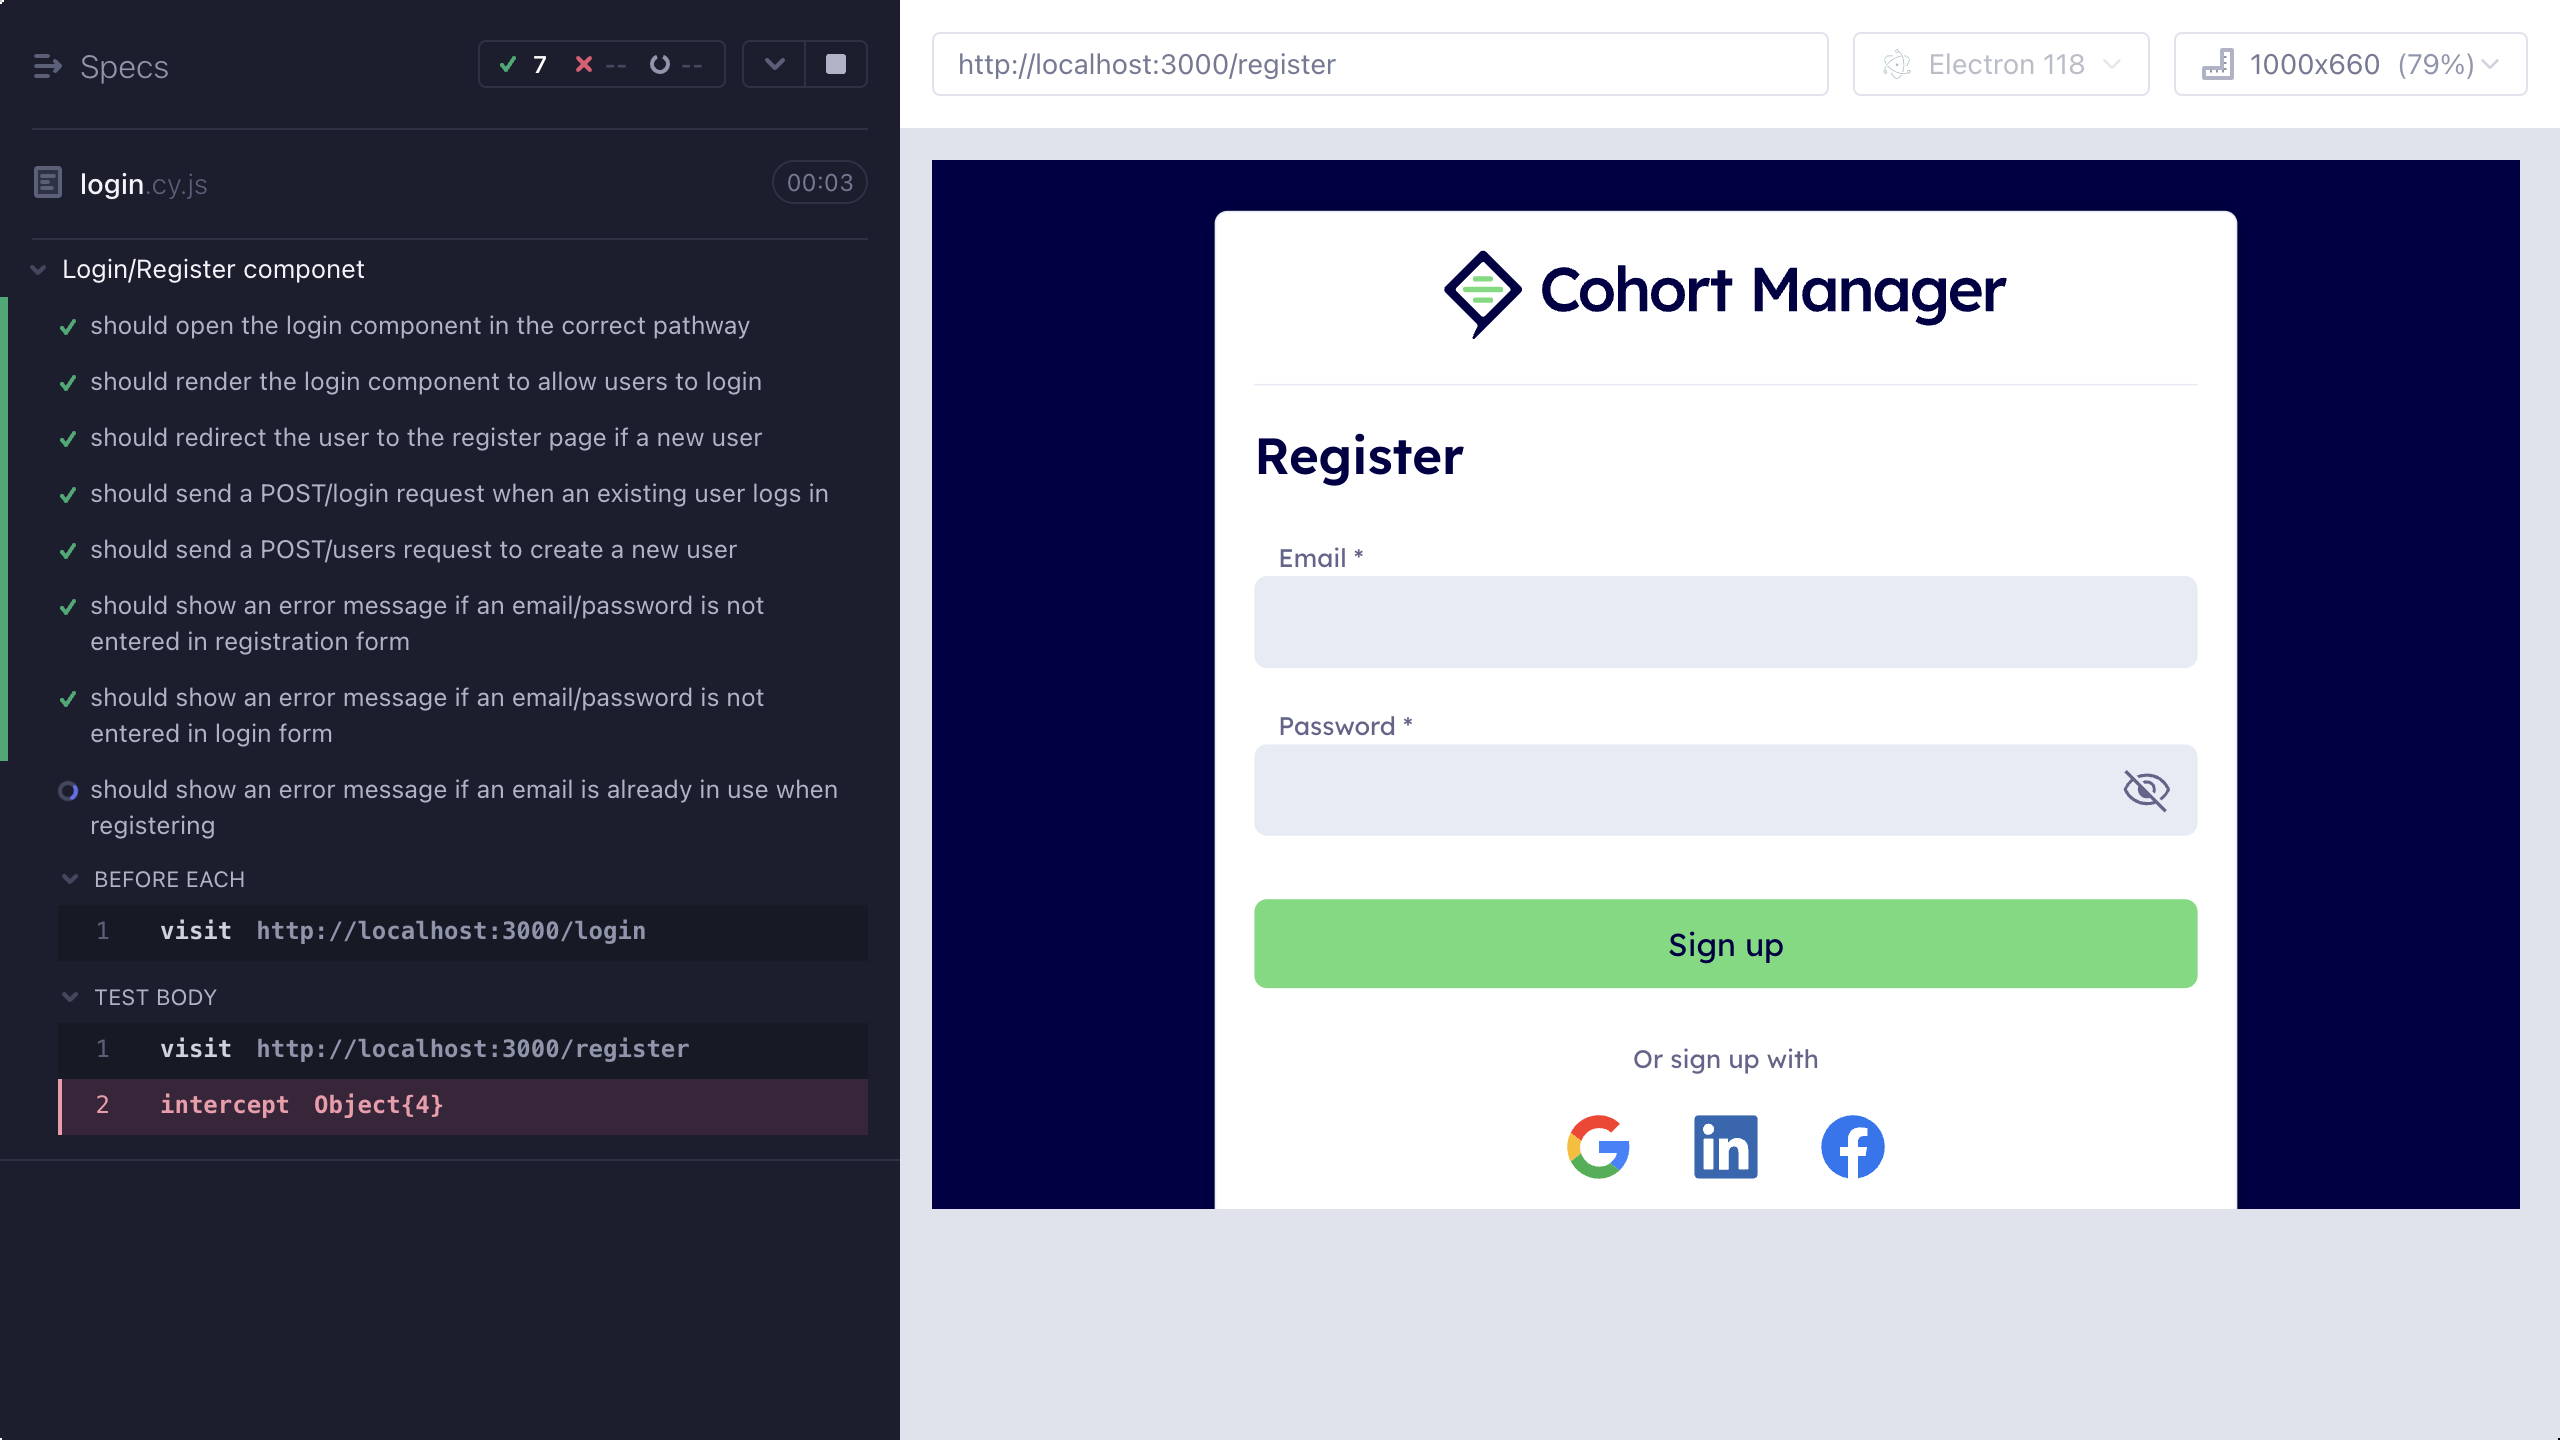 Specs
7 -- --
login.cy.js
00:03
Login/Register componet
should open the login component in the correct pathway
should render the login component to allow users to login
should redirect the user to the register page if a new user
should send a POST/login request when an existing user logs in
should send a POST/users request to create a new user
should show an error message if an email/password is not
entered in registration form
should show an error message if an email/password is not
entered in login form
should show an error message if an email is already in use when
registering
BEFORE EACH
1 visit http://localhost:3000/login
TEST BODY
1 visit http://localhost:3000/register
2 intercept Object{4}
http://localhost:3000/register
Electron 118
1000x660 (79%)
Cohort Manager
Register
Email *
Password *
Sign up
Or sign up with
in